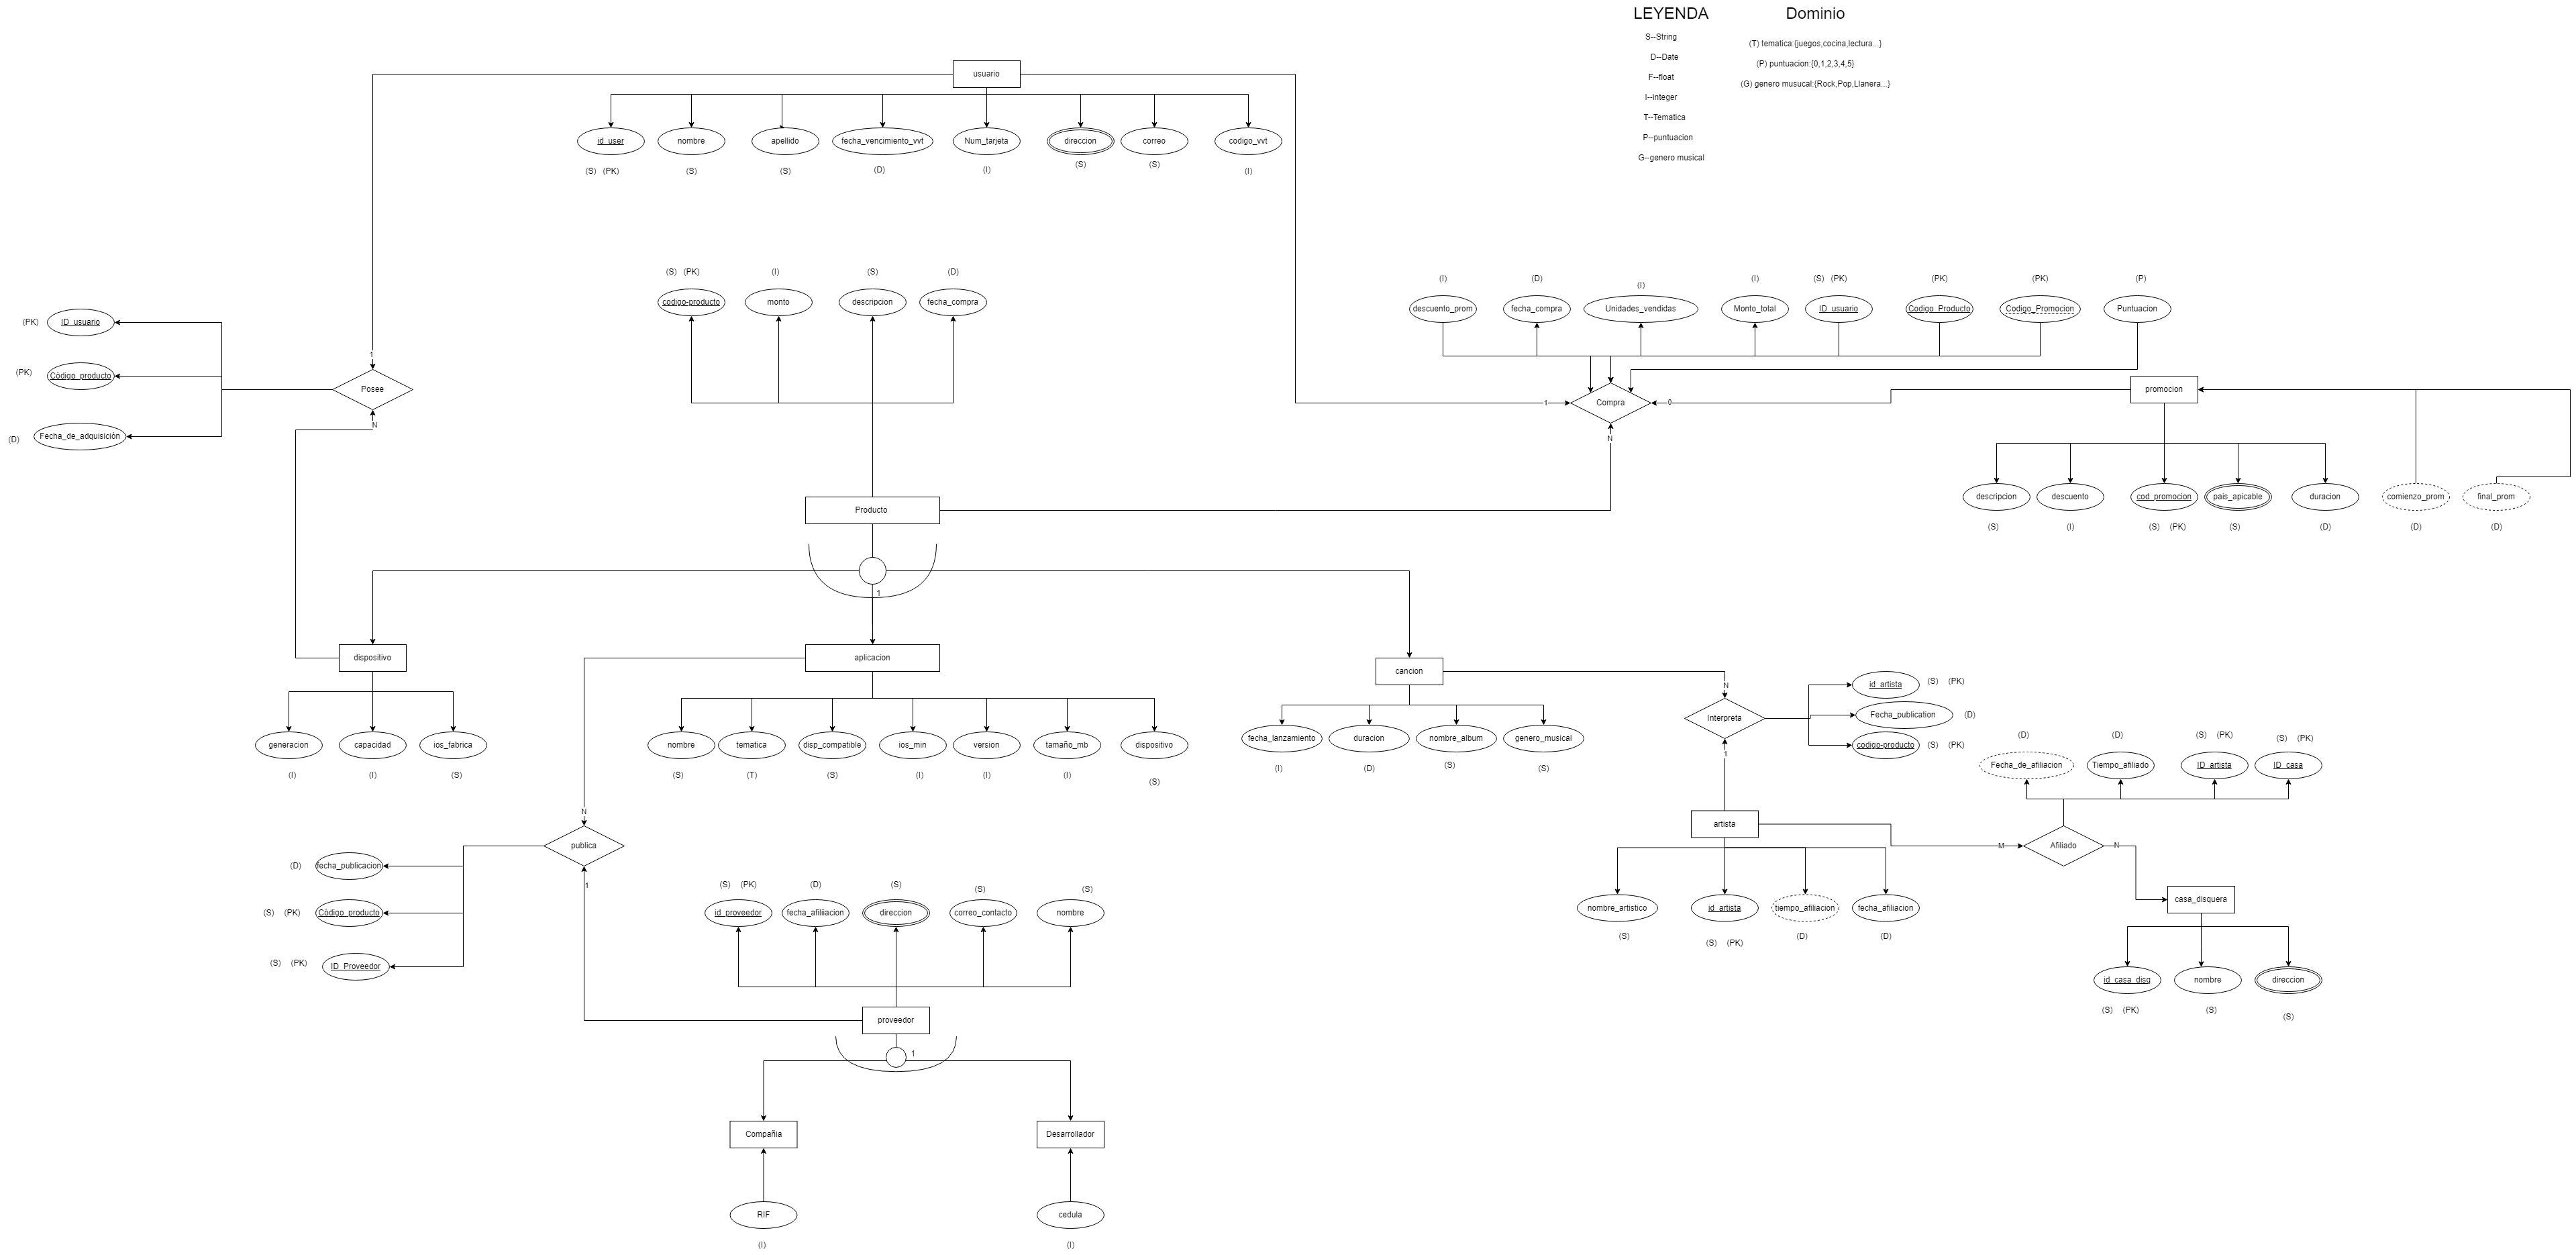 LEYENDA
Dominio
S--String
(T) tematica:{juegos,cocina,lectura...}
D--Date
(P) puntuacion:{0,1,2,3,4,5}
F--float
(G) genero musucal:{Rock,Pop,Llanera...}
I--integer
T--Tematica
P--puntuacion
G--genero musical
usuario
id_user
nombre
apellido
fecha_vencimiento_vvt
Num_tarjeta
direccion
correo
codigo_vvt
(S) (PK)
(S)
(S)
(D)
(I)
(S)
(S)
(I)
(S) (PK)
(I)
(S)
(D)
codigo-producto
monto
descripcion
fecha_compra
(I)
(D)
(I)
(I)
(S) (PK)
(PK)
(PK)
(P)
descuento_prom
fecha_compra
Unidades_vendidas
Monto_total
ID_usuario
Codigo_Producto
Codigo_Promocion
Puntuacion
(PK)
ID_usuario
(PK)
Código_producto
(D)
Fecha_de_adquisición
1
Posee
N
1
Compra
0
N
promocion
descripcion
descuento
cod_promocion
pais_apicable
duracion
comienzo_prom
final_prom
(S)
(I)
(S) (PK)
(S)
(D)
(D)
(D)
Producto
1
dispositivo
aplicacion
cancion
generacion
capacidad
ios_fabrica
(I)
(I)
(S)
nombre
tematica
disp_compatible
ios_min
version
tamaño_mb
dispositivo
(S)
(T)
(S)
(I)
(I)
(I)
(S)
fecha_lanzamiento
duracion
nombre_album
genero_musical
(I)
(D)
(S)
(S)
N
Interpreta
1
id_artista
(S) (PK)
Fecha_publication
(D)
codigo-producto
(S) (PK)
(D)
(D)
(S) (PK)
(S) (PK)
Fecha_de_afiliacion
Tiempo_afiliado
ID_artista
ID_casa
artista
M
Afiliado
N
nombre_artistico
id_artista
tiempo_afiliacion
fecha_afiliacion
(S)
(S) (PK)
(D)
(D)
casa_disquera
id_casa_disq
nombre
direccion
(S) (PK)
(S)
(S)
N
publica
1
(D)
fecha_publicacion
(S) (PK)
Código_producto
(S) (PK)
ID_Proveedor
(S) (PK)
(D)
(S)
(S)
(S)
id_proveedor
fecha_afililiacion
direccion
correo_contacto
nombre
proveedor
1
Compañia
Desarrollador
RIF
cedula
(I)
(I)